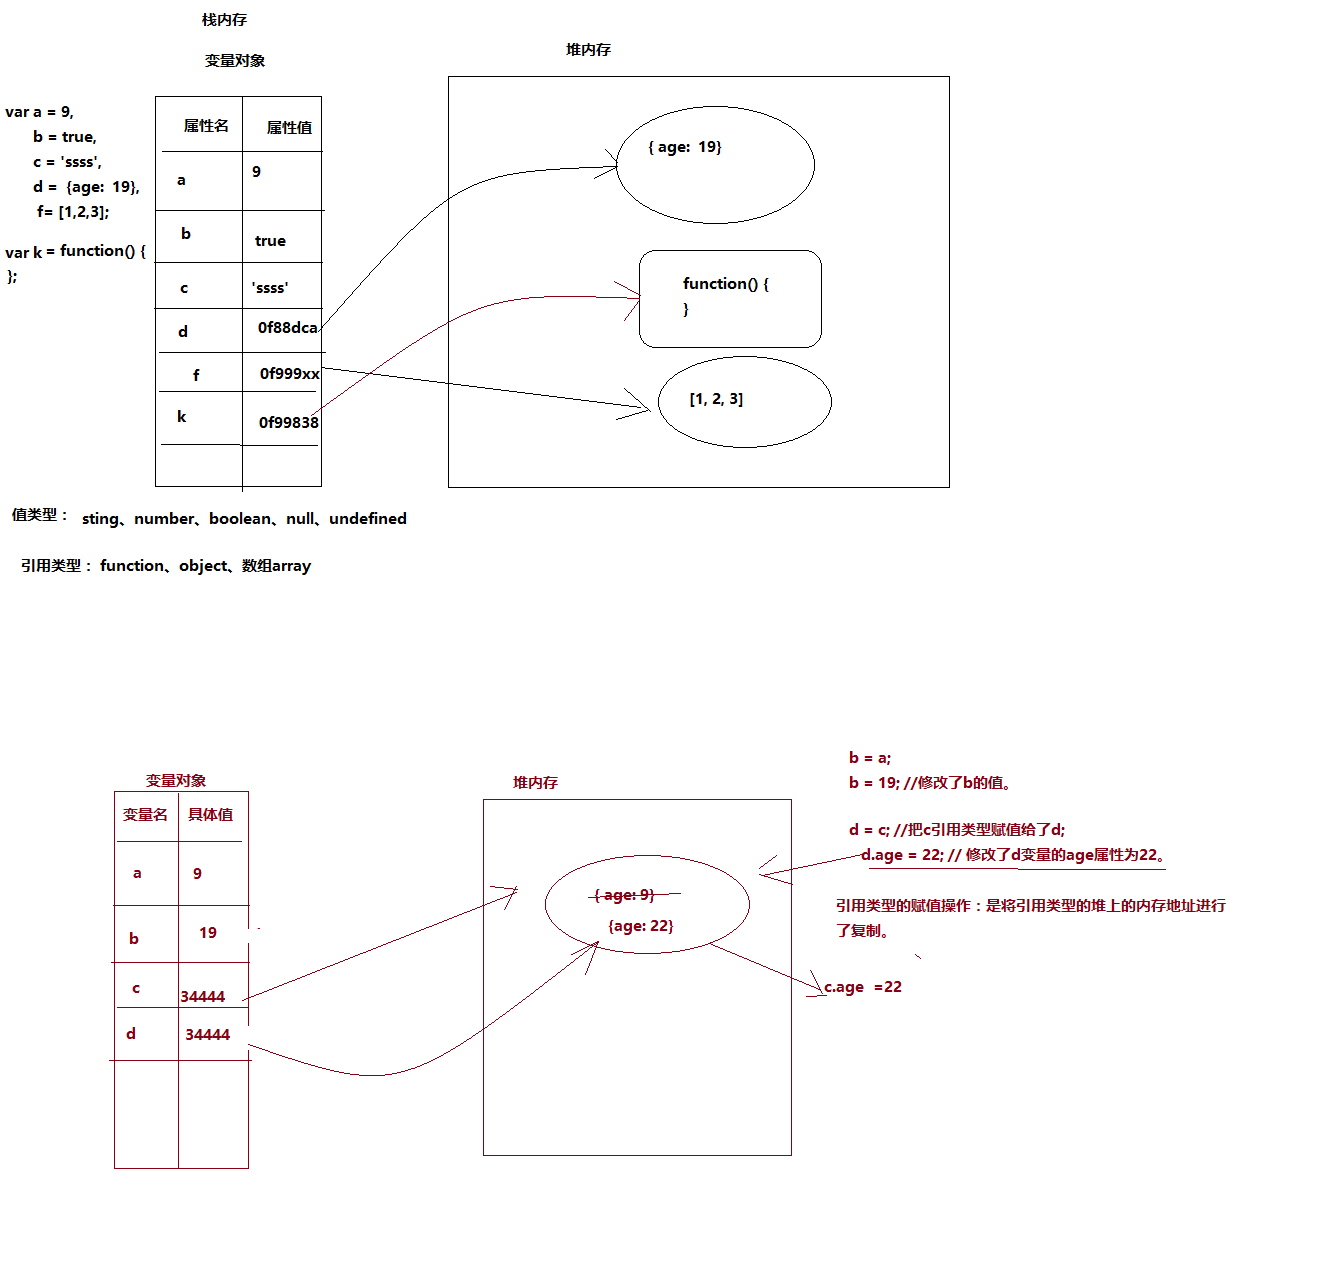 栈内存
变量对象
堆内存
var a = 9,
b = true,
c = 'ssss',
d = {age: 19},
f= [1,2,3];
var k = function() {
};
属性名 属性值
a 9
b true
c 'ssss'
d 0f88dca
f 0f999xx
k 0f99838
{ age: 19}
function() {
}
[1, 2, 3]
值类型： sting、number、boolean、null、undefined
引用类型： function、object、数组array
变量对象
变量名 具体值
a 9
b 19
c 34444
d 34444
堆内存
{ age: 9}
{age: 22}
b = a;
b = 19; //修改了b的值。
d = c; //把c引用类型赋值给了d;
d.age = 22; // 修改了d变量的age属性为22。
引用类型的赋值操作：是将引用类型的堆上的内存地址进行
了复制。
c.age =22